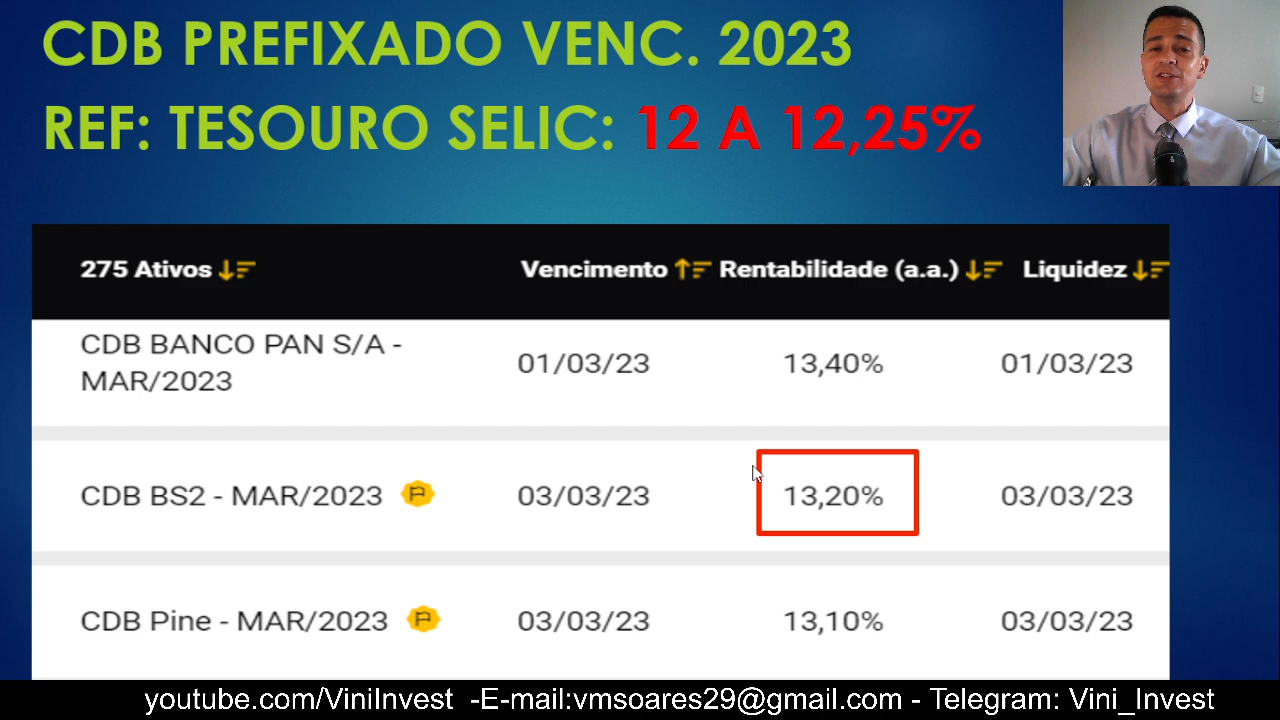 CDB PREFIXADO VENC. 2023
REF: TESOURO SELIC: 12 A 12,25%
275 Ativos Vencimento Rentabilidade (a.a.) Liquidez
CDB BANCO PAN S/A -
MAR/2023 01/03/23 13,40% 01/03/23
CDB BS2 - MAR/2023 03/03/23 13,20% 03/03/23
CDB Pine - MAR/2023 03/03/23 13,10% 03/03/23
youtube.com/ViniInvest -E-mail:vmsoares29@gmail.com - Telegram: Vini_Invest